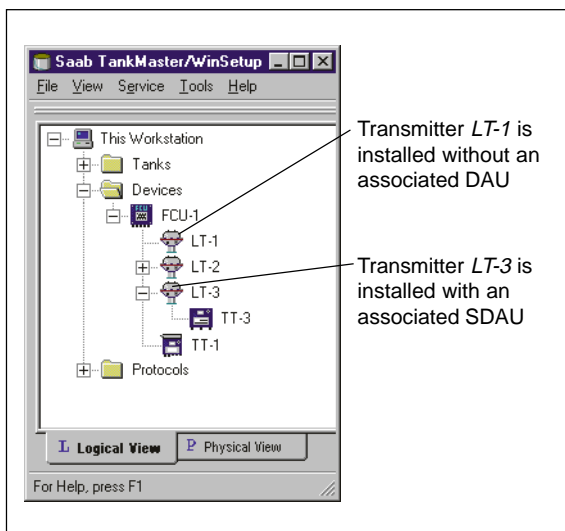 Saab TankMaster/WinSetup
File View Service Tools Help
This Workstation
Tanks
Devices
FCU
FCU-1
LT-1
LT-2
LT-3
TT-3
TT-1
Protocols
L Logical View P Physical View
For Help, press F1
Transmitter LT-1 is
installed without an
associated DAU
Transmitter LT-3 is
installed with an
associated SDAU